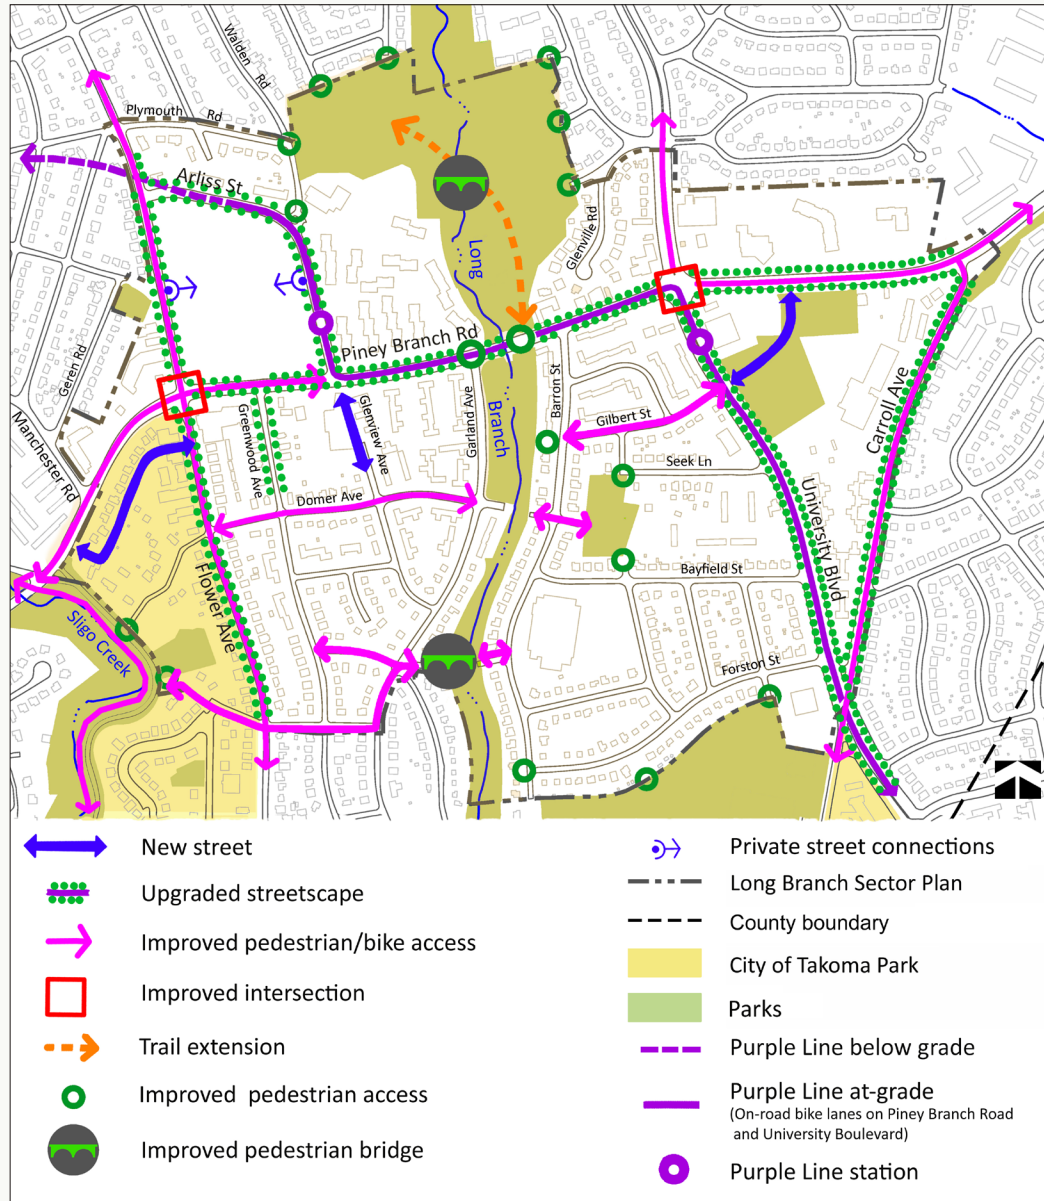 Walden Rd
Plymouth Rd
Arliss St
Long
Glenville Rd
Piney Branch Rd
Geren Rd
Manchester Rd
Greenwood Ave
Glenview Ave
Garland Ave
Branch
Barron St
Gilbert St
Carroll Ave
Seek Ln
Domer Ave
University Blvd
Flower Ave
Bayfield St
Sligo Creek
Forston St
New street
Upgraded streetscape
Improved pedestrian/bike access
Improved intersection
Trail extension
Improved pedestrian access
Improved pedestrian bridge
Private street connections
Long Branch Sector Plan
County boundary
City of Takoma Park
Parks
Purple Line below grade
Purple Line at-grade
(On-road bike lanes on Piney Branch Road
and University Boulevard)
Purple Line station